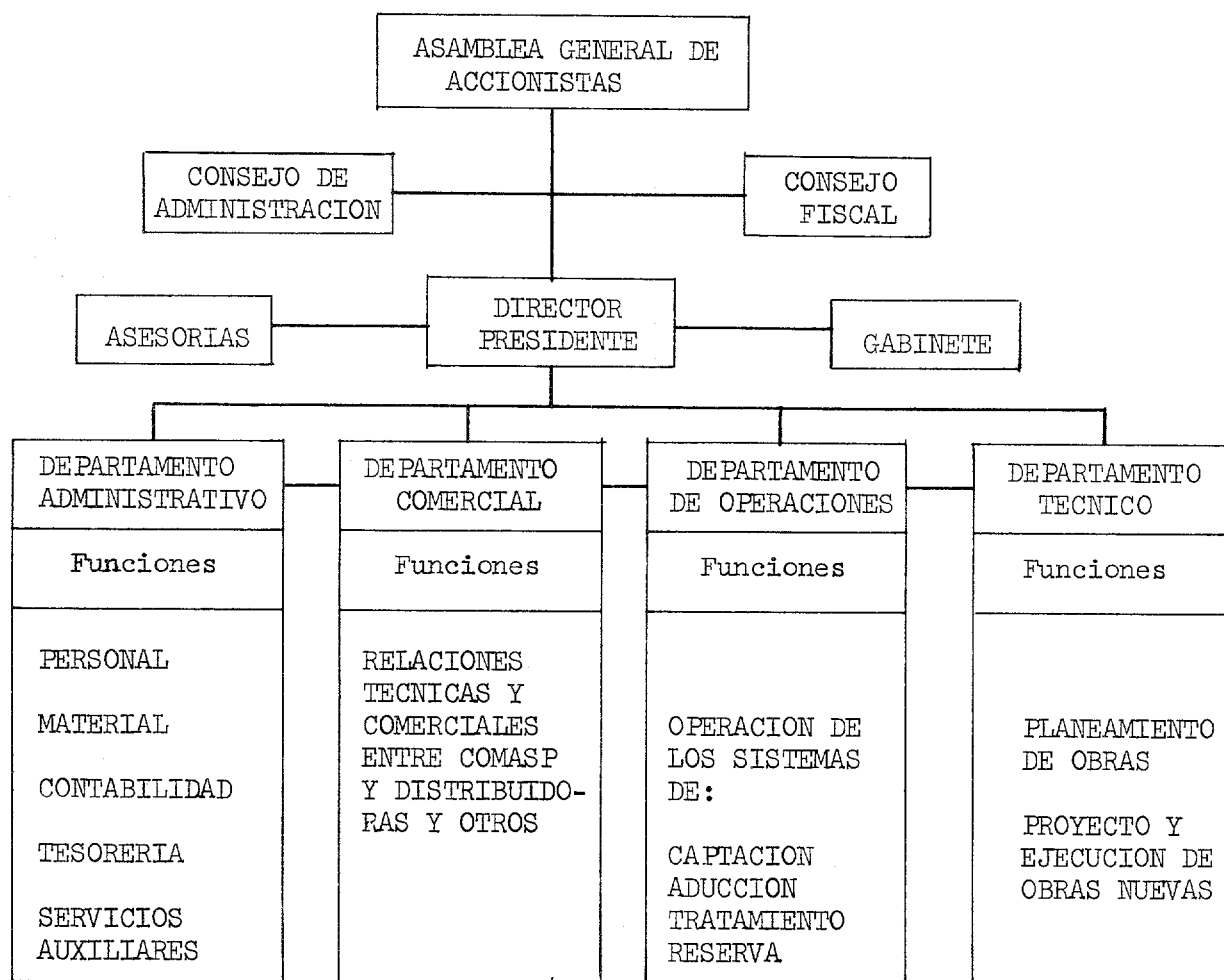 ASAMBLEA GENERAL DE
ACCIONISTAS
CONSEJO DE
ADMINISTRACION
CONSEJO
FISCAL
ASESORIAS
DIRECTOR
PRESIDENTE
GABINETE
DEPARTAMENTO
ADMINISTRATIVO
Funciones
PERSONAL
MATERIAL
CONTABILIDAD
TESORERIA
SERVICIOS
AUXILIARES
DEPARTAMENTO
COMERCIAL
Funciones
RELACIONES
TECNICAS Y
COMERCIALES
ENTRE COMASP
Y DISTRIBUIDO-
RAS Y OTROS
DEPARTAMENTO
DE OPERACIONES
Funciones
OPERACION DE
LOS SISTEMAS
DE:
CAPTACION
ADUCCION
TRATAMIENTO
RESERVA
DEPARTAMENTO
TECNICO
Funciones
PLANEAMIENTO
DE OBRAS
PROYECTO Y
EJECUCION DE
OBRAS NUEVAS